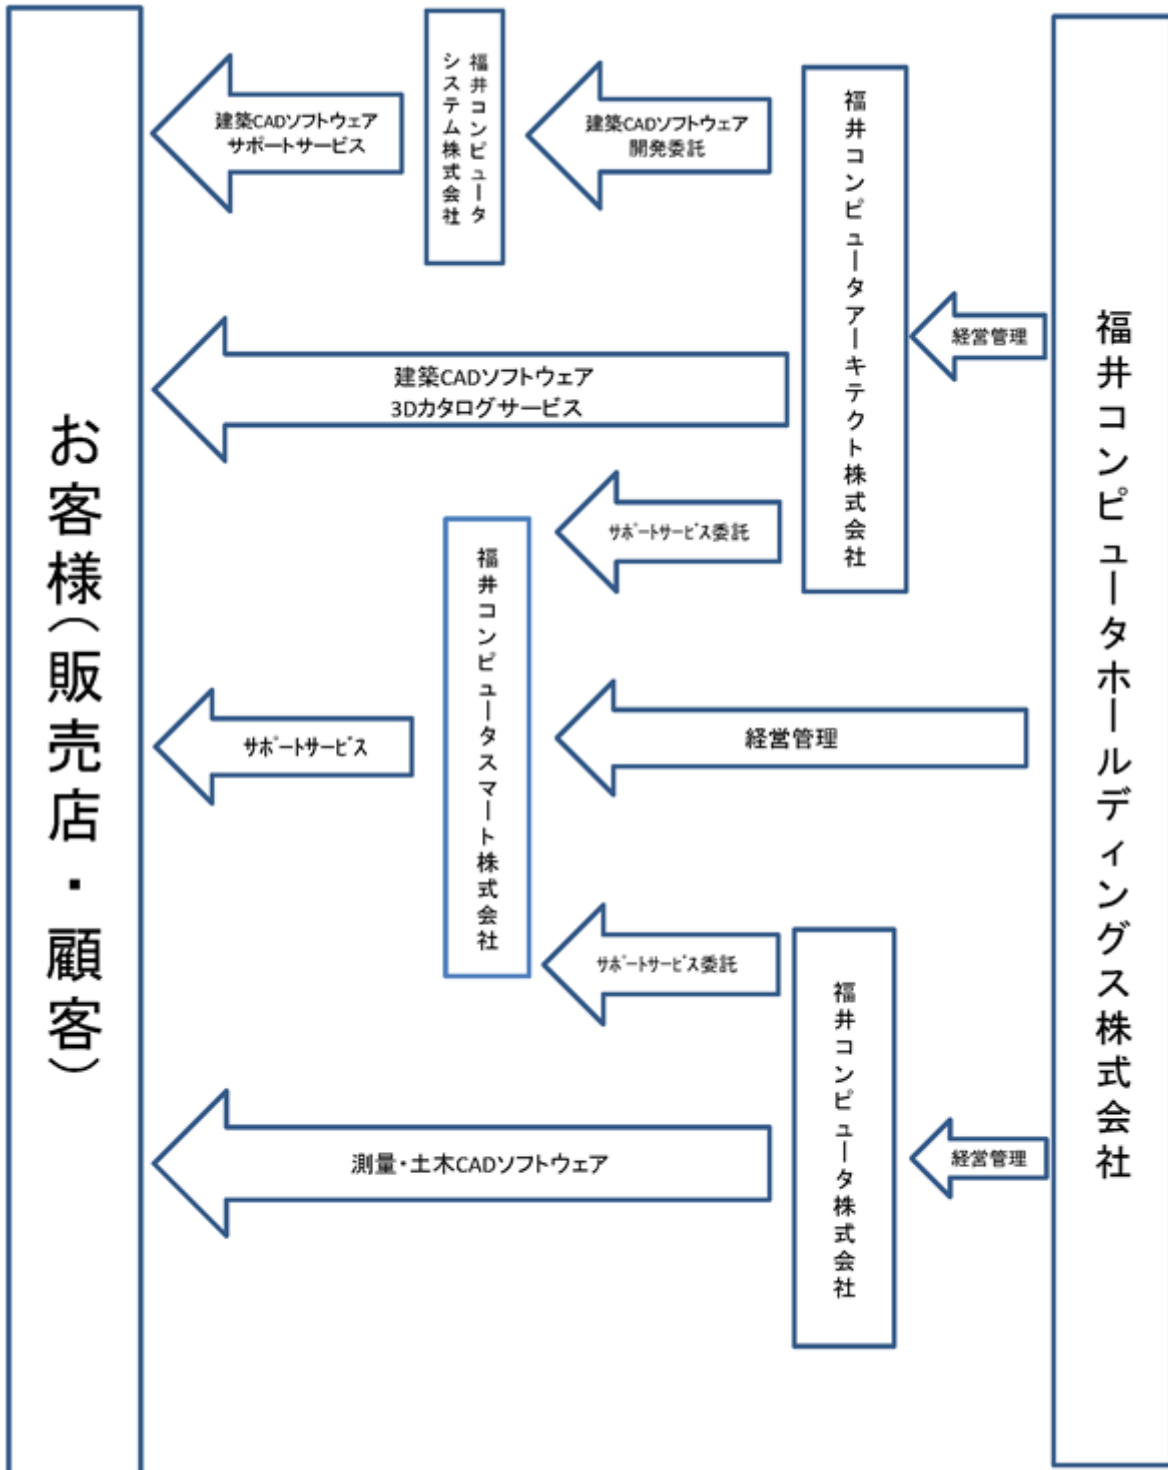 お客様（販売店・顧客）
建築CADソフトウェア
サポートサービス
福井コンピュータ
システム株式会社
建築CADソフトウェア
開発委託
福井コンピュータアーキテクト株式会社
経営管理
福井コンピュータホールディングス株式会社
建築CADソフトウェア
3Dカタログサービス
サポートサービス委託
福井コンピュータスマート株式会社
サポートサービス
経営管理
サポートサービス委託
福井コンピュータ株式会社
測量・土木CADソフトウェア
経営管理